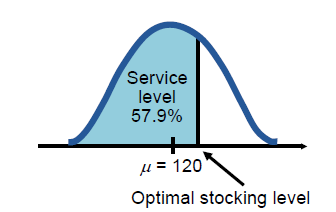 Service
level
57.9%
μ = 120
Optimal stocking level